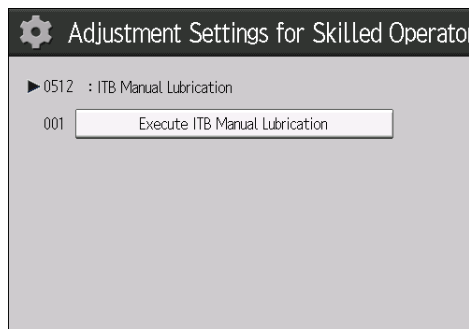 Adjustment Settings for Skilled Operato
▶ 0512 : ITB Manual Lubrication
001 Execute ITB Manual Lubrication